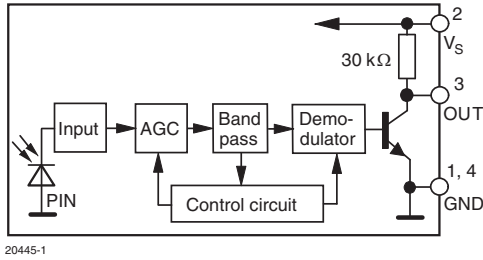 2
V_S
30 kΩ
3
OUT
Input
AGC
Band
pass
Demo-
dulator
1, 4
GND
PIN
Control circuit
20445-1